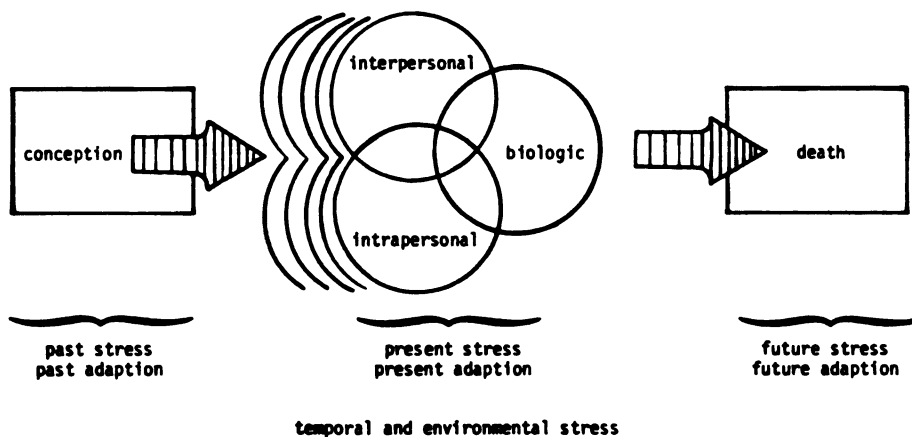 interpersonal
conception
biologic
death
intrapersonal
past stress
past adaption
present stress
present adaption
future stress
future adaption
temporal and environmental stress